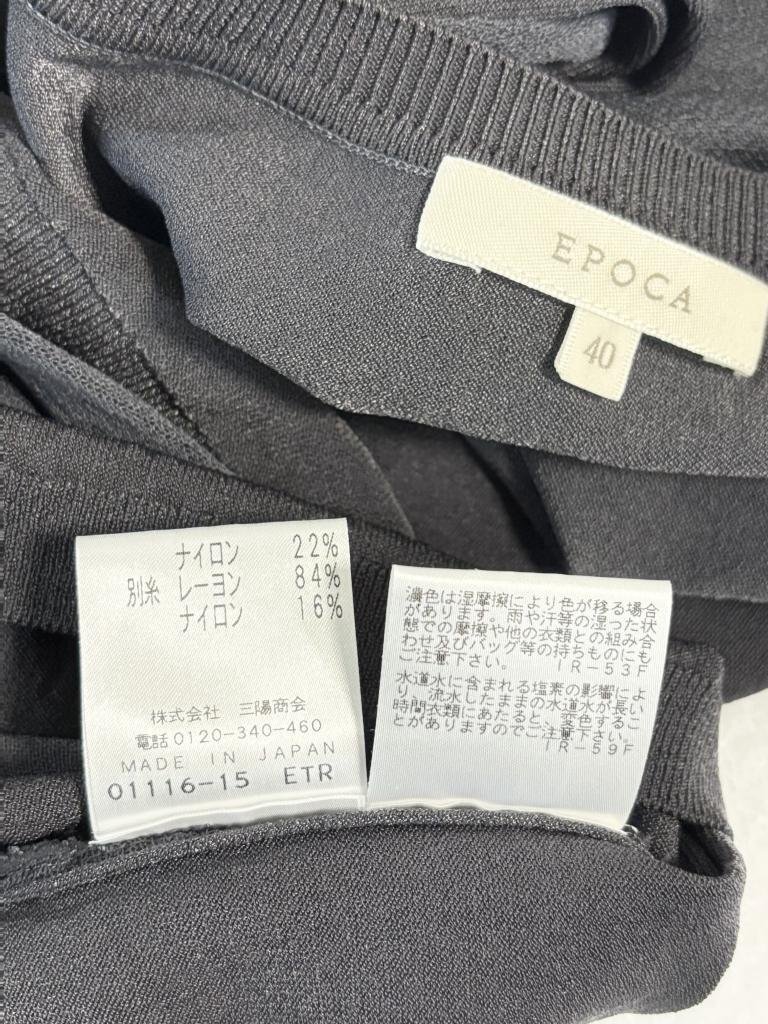 EPOCA
40
ナイロン 22%
別糸 レーヨン 84%
ナイロン 16%
株式会社 三陽商会
電話0120-340-460
MADE IN JAPAN
01116-15 ETR
濃色は湿摩擦により色が移る場合
があります。雨や汗等の湿った状
態での摩擦や他の衣類との組み合
わせ及びバッグ等の持ちものにも
ご注意下さい。 IR-53F
水道水に含まれる塩素の影響によ
り、流水したままの水道水が長い
時間衣類にあたると、変色するこ
とがありますのでご注意下さい。
IR-59F